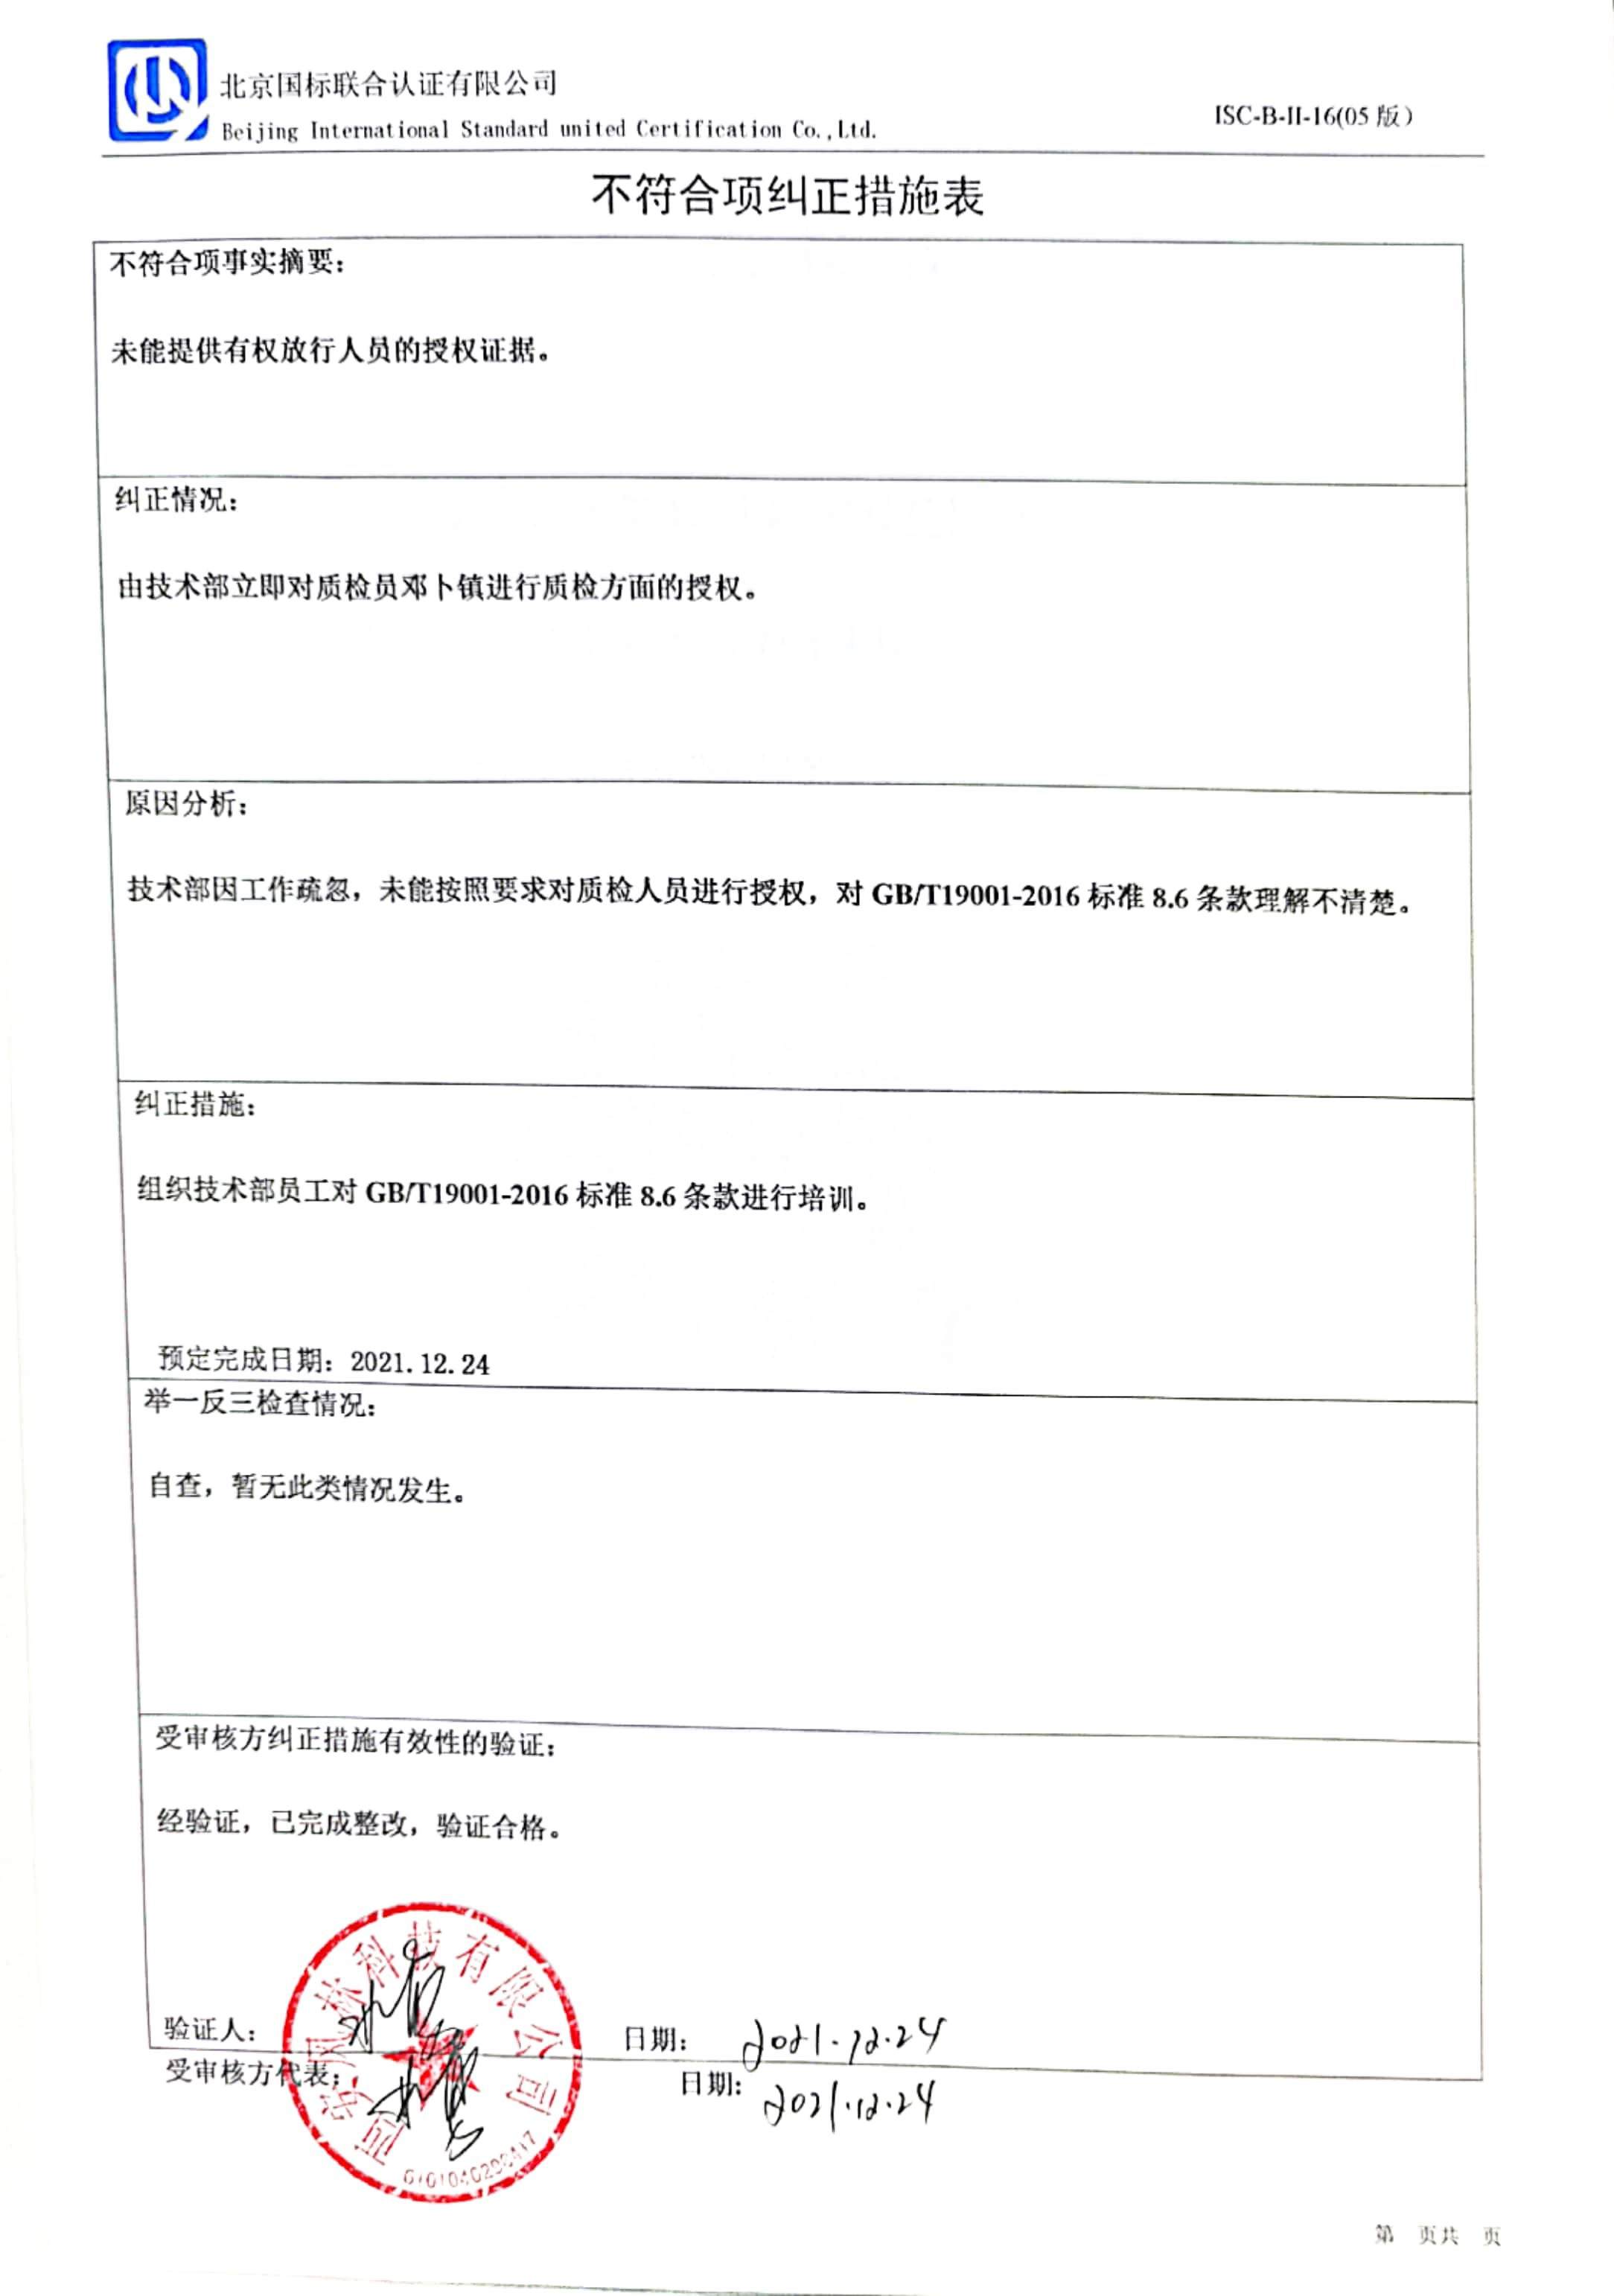 北京国标联合认证有限公司
Beijing International Standard united Certification Co.,Ltd.
ISC-B-II-16(05 版)
不符合项纠正措施表
不符合项事实摘要：
未能提供有权放行人员的授权证据。
纠正情况：
由技术部立即对质检员邓卜镇进行质检方面的授权。
原因分析：
技术部因工作疏忽，未能按照要求对质检人员进行授权，对 GB/T19001-2016 标准 8.6 条款理解不清楚。
纠正措施：
组织技术部员工对 GB/T19001-2016 标准 8.6 条款进行培训。
预定完成日期：2021.12.24
举一反三检查情况：
自查，暂无此类情况发生。
受审核方纠正措施有效性的验证：
经验证，已完成整改，验证合格。
验证人：
日期： 2021.12.24
受审核方代表：
日期： 2021.12.24
科技有限公司
第 页共 页